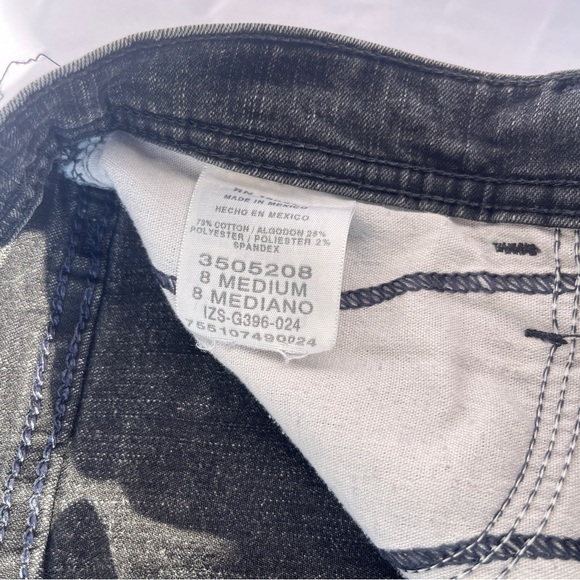 MADE IN MEXICO
HECHO EN MEXICO
73% COTTON / ALGODON 25%
POLYESTER / POLIESTER 2%
SPANDEX
3505208
8 MEDIUM
8 MEDIANO
IZS-G396-024
755107490024